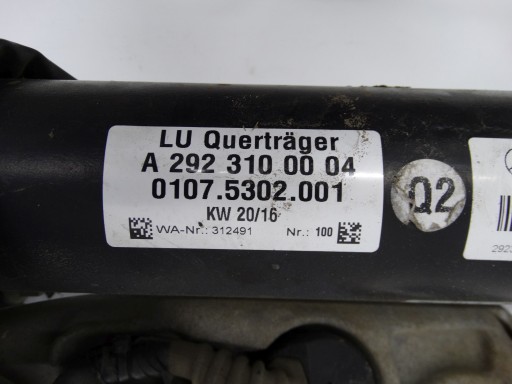 LU Querträger
A 292 310 00 04
0107.5302.001
KW 20/16
WA-Nr.: 312491 Nr.: 100
Q2